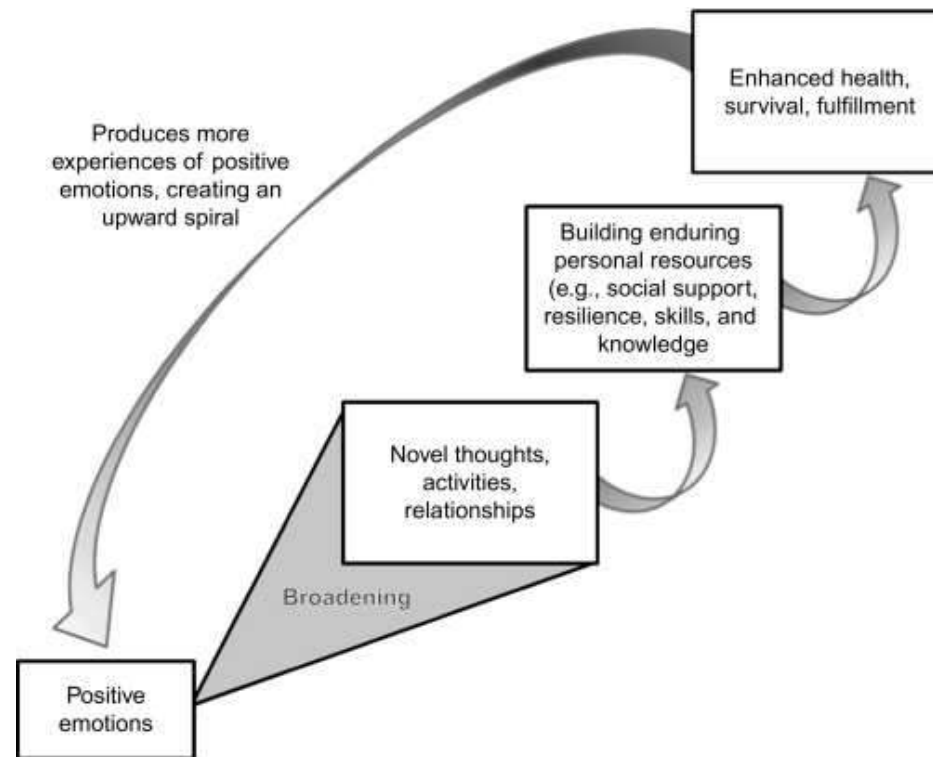 Enhanced health,
survival, fulfillment
Produces more
experiences of positive
emotions, creating an
upward spiral
Building enduring
personal resources
(e.g., social support,
resilience, skills, and
knowledge
Novel thoughts,
activities,
relationships
Broadening
Positive
emotions